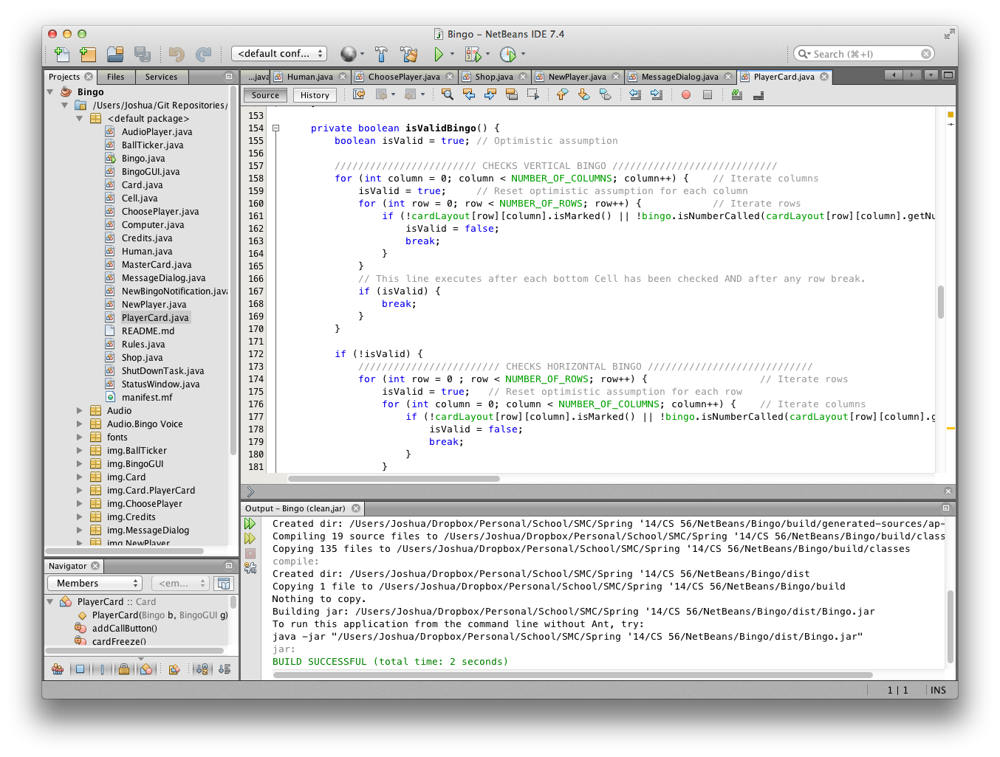 Bingo – NetBeans IDE 7.4
<default conf...
Search (⌘+I)
Projects
Files
Services
Bingo
/Users/Joshua/Git Repositories/
<default package>
AudioPlayer.java
BallTicker.java
Bingo.java
BingoGUI.java
Card.java
Cell.java
ChoosePlayer.java
Computer.java
Credits.java
Human.java
MasterCard.java
MessageDialog.java
NewBingoNotification.java
NewPlayer.java
PlayerCard.java
README.md
Rules.java
Shop.java
ShutDownTask.java
StatusWindow.java
manifest.mf
Audio
Audio.Bingo Voice
fonts
img.BallTicker
img.BingoGUI
img.Card
img.Card.PlayerCard
img.ChoosePlayer
img.Credits
img.MessageDialog
img.NewPlayer
Navigator
Members
<em...
PlayerCard :: Card
PlayerCard(Bingo b, BingoGUI g)
addCallButton()
cardFreeze()
...java
Human.java
ChoosePlayer.java
Shop.java
NewPlayer.java
MessageDialog.java
PlayerCard.java
Source
History
153
154 private boolean isValidBingo() {
155 boolean isValid = true; // Optimistic assumption
156
157 //////////////////////// CHECKS VERTICAL BINGO ////////////////////////////
158 for (int column = 0; column < NUMBER_OF_COLUMNS; column++) { // Iterate columns
159 isValid = true; // Reset optimistic assumption for each column
160 for (int row = 0; row < NUMBER_OF_ROWS; row++) { // Iterate rows
161 if (!cardLayout[row][column].isMarked() || !bingo.isNumberCalled(cardLayout[row][column].getNu
162 isValid = false;
163 break;
164 }
165 }
166 // This line executes after each bottom Cell has been checked AND after any row break.
167 if (isValid) {
168 break;
169 }
170 }
171
172 if (!isValid) {
173 //////////////////////// CHECKS HORIZONTAL BINGO ////////////////////////////
174 for (int row = 0 ; row < NUMBER_OF_ROWS; row++) { // Iterate rows
175 isValid = true; // Reset optimistic assumption for each row
176 for (int column = 0; column < NUMBER_OF_COLUMNS; column++) { // Iterate columns
177 if (!cardLayout[row][column].isMarked() || !bingo.isNumberCalled(cardLayout[row][column].g
178 isValid = false;
179 break;
180 }
181 }
Output – Bingo (clean,jar)
Created dir: /Users/Joshua/Dropbox/Personal/School/SMC/Spring '14/CS 56/NetBeans/Bingo/build/generated-sources/ap-
Compiling 19 source files to /Users/Joshua/Dropbox/Personal/School/SMC/Spring '14/CS 56/NetBeans/Bingo/build/class
Copying 135 files to /Users/Joshua/Dropbox/Personal/School/SMC/Spring '14/CS 56/NetBeans/Bingo/build/classes
compile:
Created dir: /Users/Joshua/Dropbox/Personal/School/SMC/Spring '14/CS 56/NetBeans/Bingo/dist
Copying 1 file to /Users/Joshua/Dropbox/Personal/School/SMC/Spring '14/CS 56/NetBeans/Bingo/build
Nothing to copy.
Building jar: /Users/Joshua/Dropbox/Personal/School/SMC/Spring '14/CS 56/NetBeans/Bingo/dist/Bingo.jar
To run this application from the command line without Ant, try:
java -jar "/Users/Joshua/Dropbox/Personal/School/SMC/Spring '14/CS 56/NetBeans/Bingo/dist/Bingo.jar"
jar:
BUILD SUCCESSFUL (total time: 2 seconds)
1 | 1
INS